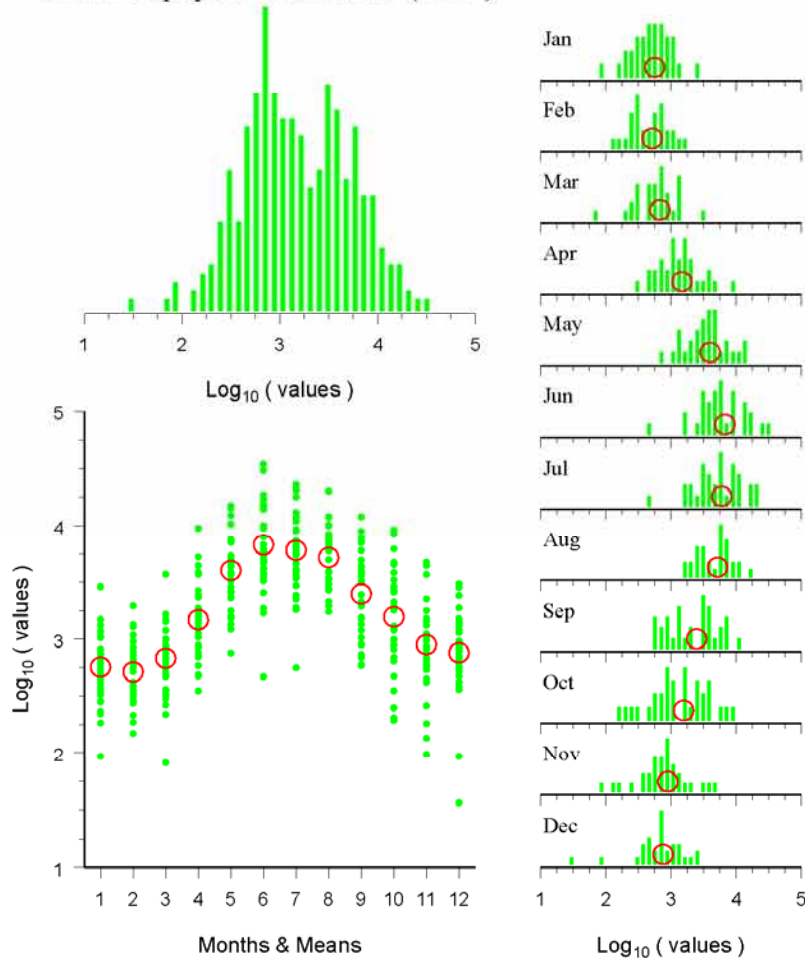 1 2 3 4 5
Log10 ( values )
5
4
3
2
1
Log10 ( values )
1 2 3 4 5 6 7 8 9 10 11 12
Months & Means
Jan
Feb
Mar
Apr
May
Jun
Jul
Aug
Sep
Oct
Nov
Dec
1 2 3 4 5
Log10 ( values )